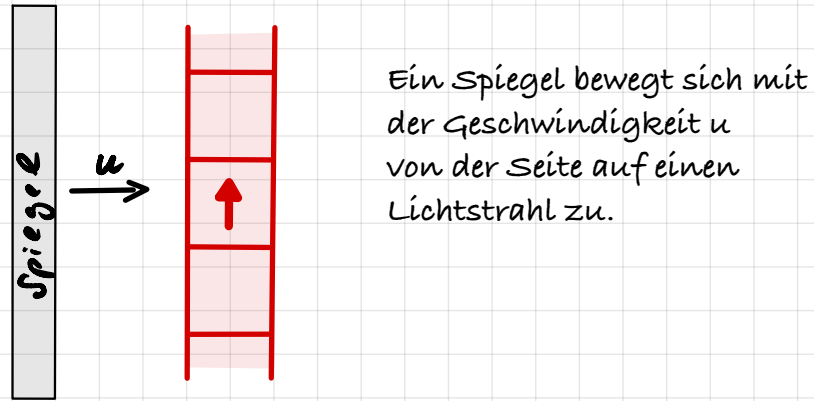 Spiegel
u
Ein Spiegel bewegt sich mit
der Geschwindigkeit u
von der Seite auf einen
Lichtstrahl zu.